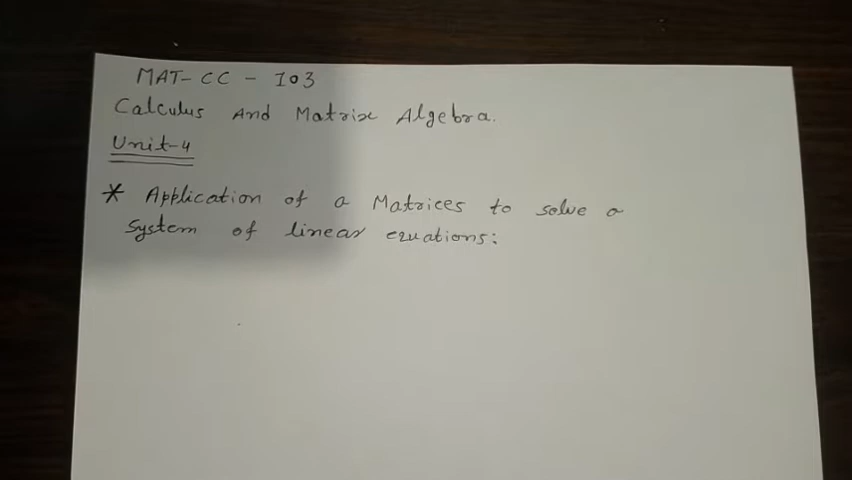 MAT-CC - 103
Calculus And Matrix Algebra.
Unit-4
* Application of a Matrices to solve a
System of linear equations: